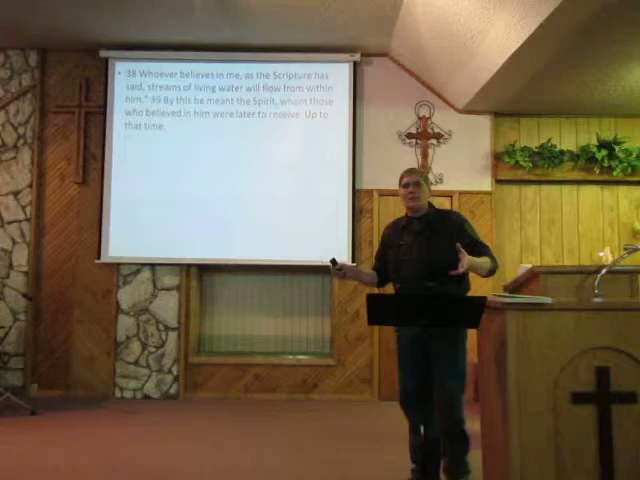 • 38 Whoever believes in me, as the Scripture has
said, streams of living water will flow from within
him." 39 By this he meant the Spirit, whom those
who believed in him were later to receive. Up to
that time.